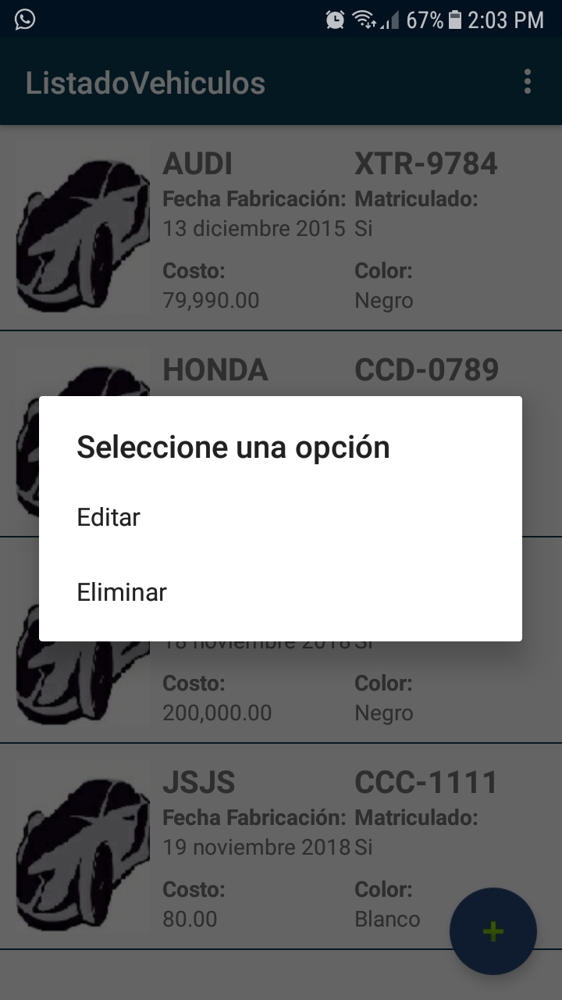 67% 2:03 PM
ListadoVehiculos
AUDI XTR-9784
Fecha Fabricación: Matriculado:
13 diciembre 2015 Si
Costo: Color:
79,990.00 Negro
HONDA CCD-0789
Seleccione una opción
Editar
Eliminar
18 noviembre 2018 Si
Costo: Color:
200,000.00 Negro
JSJS CCC-1111
Fecha Fabricación: Matriculado:
19 noviembre 2018 Si
Costo: Color:
80.00 Blanco
+